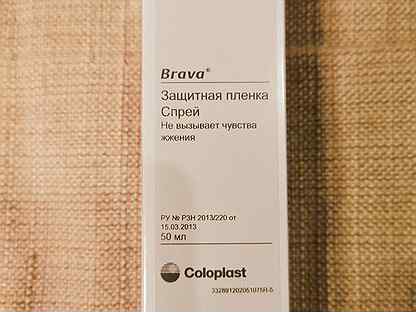 Brava®
Защитная пленка
Спрей
Не вызывает чувства
жжения
РУ № РЗН 2013/220 от
15.03.2013
50 мл
Coloplast